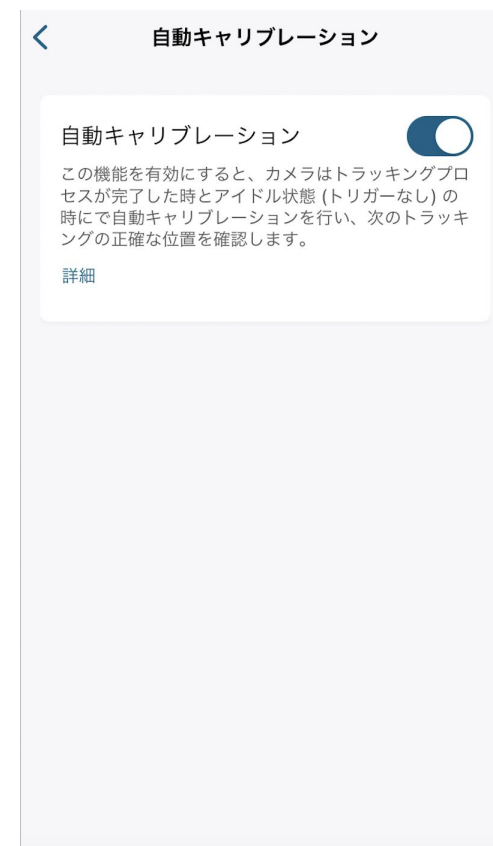 自動キャリブレーション
自動キャリブレーション
この機能を有効にすると、カメラはトラッキングプロ
セスが完了した時とアイドル状態 (トリガーなし) の
時にで自動キャリブレーションを行い、次のトラッキ
ングの正確な位置を確認します。
詳細